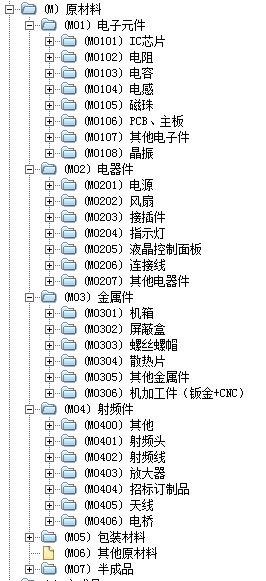 (M) 原材料
(M01) 电子元件
(M0101) IC芯片
(M0102) 电阻
(M0103) 电容
(M0104) 电感
(M0105) 磁珠
(M0106) PCB、主板
(M0107) 其他电子件
(M0108) 晶振
(M02) 电器件
(M0201) 电源
(M0202) 风扇
(M0203) 接插件
(M0204) 指示灯
(M0205) 液晶控制面板
(M0206) 连接线
(M0207) 其他电器件
(M03) 金属件
(M0301) 机箱
(M0302) 屏蔽盒
(M0303) 螺丝螺帽
(M0304) 散热片
(M0305) 其他金属件
(M0306) 机加工件（钣金+CNC）
(M04) 射频件
(M0400) 其他
(M0401) 射频头
(M0402) 射频线
(M0403) 放大器
(M0404) 招标订制品
(M0405) 天线
(M0406) 电桥
(M05) 包装材料
(M06) 其他原材料
(M07) 半成品